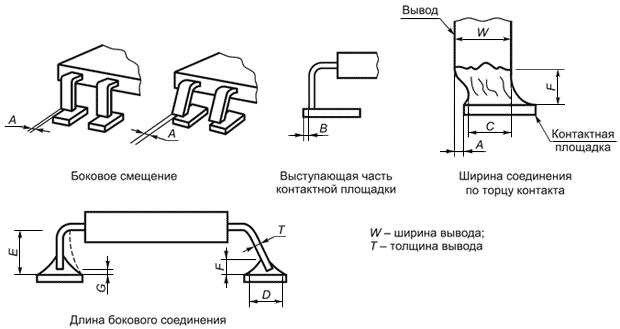 Вывод
W
F
A
A
B
C
A
Контактная
площадка
Боковое смещение
Выступающая часть
контактной площадки
Ширина соединения
по торцу контакта
E
G
F
D
T
W – ширина вывода;
T – толщина вывода
Длина бокового соединения